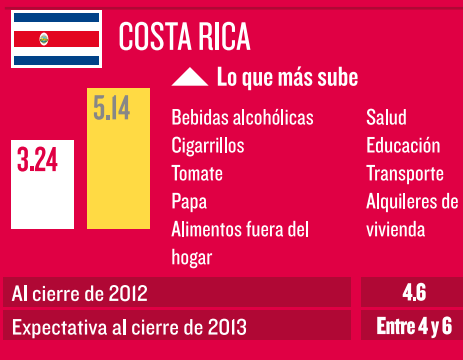 COSTA RICA
Lo que más sube
3.24
5.14
Bebidas alcohólicas
Cigarrillos
Tomate
Papa
Alimentos fuera del
hogar
Salud
Educación
Transporte
Alquileres de
vivienda
Al cierre de 2012 4.6
Expectativa al cierre de 2013 Entre 4 y 6